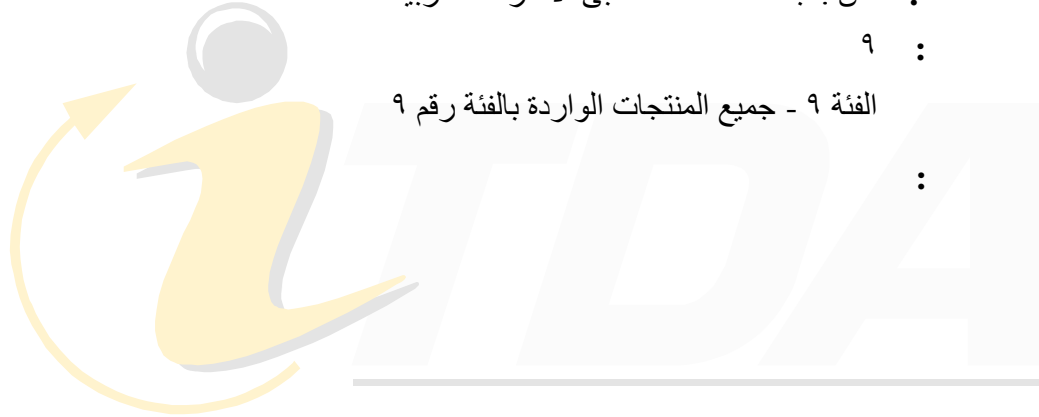 : ٩
الفئة ٩ - جميع المنتجات الواردة بالفئة رقم ٩
:
iTDA